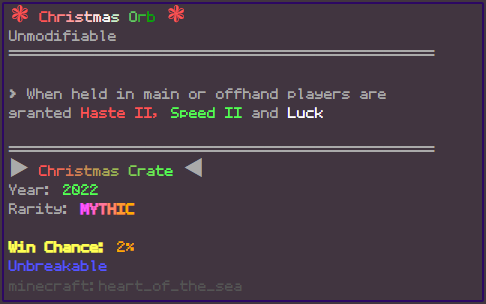 ❃ Christmas Orb ❃
Unmodifiable
> When held in main or offhand players are
granted Haste II, Speed II and Luck
▶ Christmas Crate ◀
Year: 2022
Rarity: MYTHIC
Win Chance: 2%
Unbreakable
minecraft:heart_of_the_sea